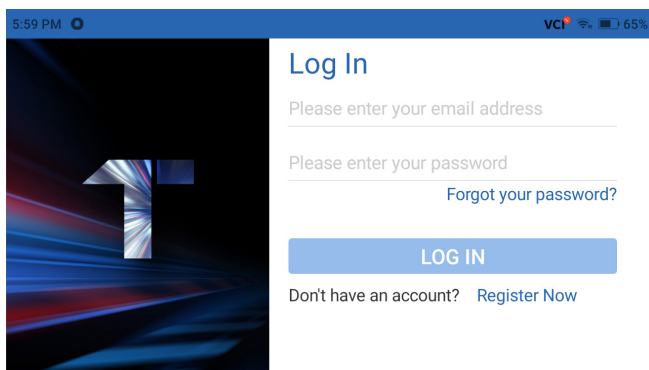 5:59 PM
VCI
65%
Log In
Please enter your email address
Please enter your password
Forgot your password?
LOG IN
Don't have an account? Register Now